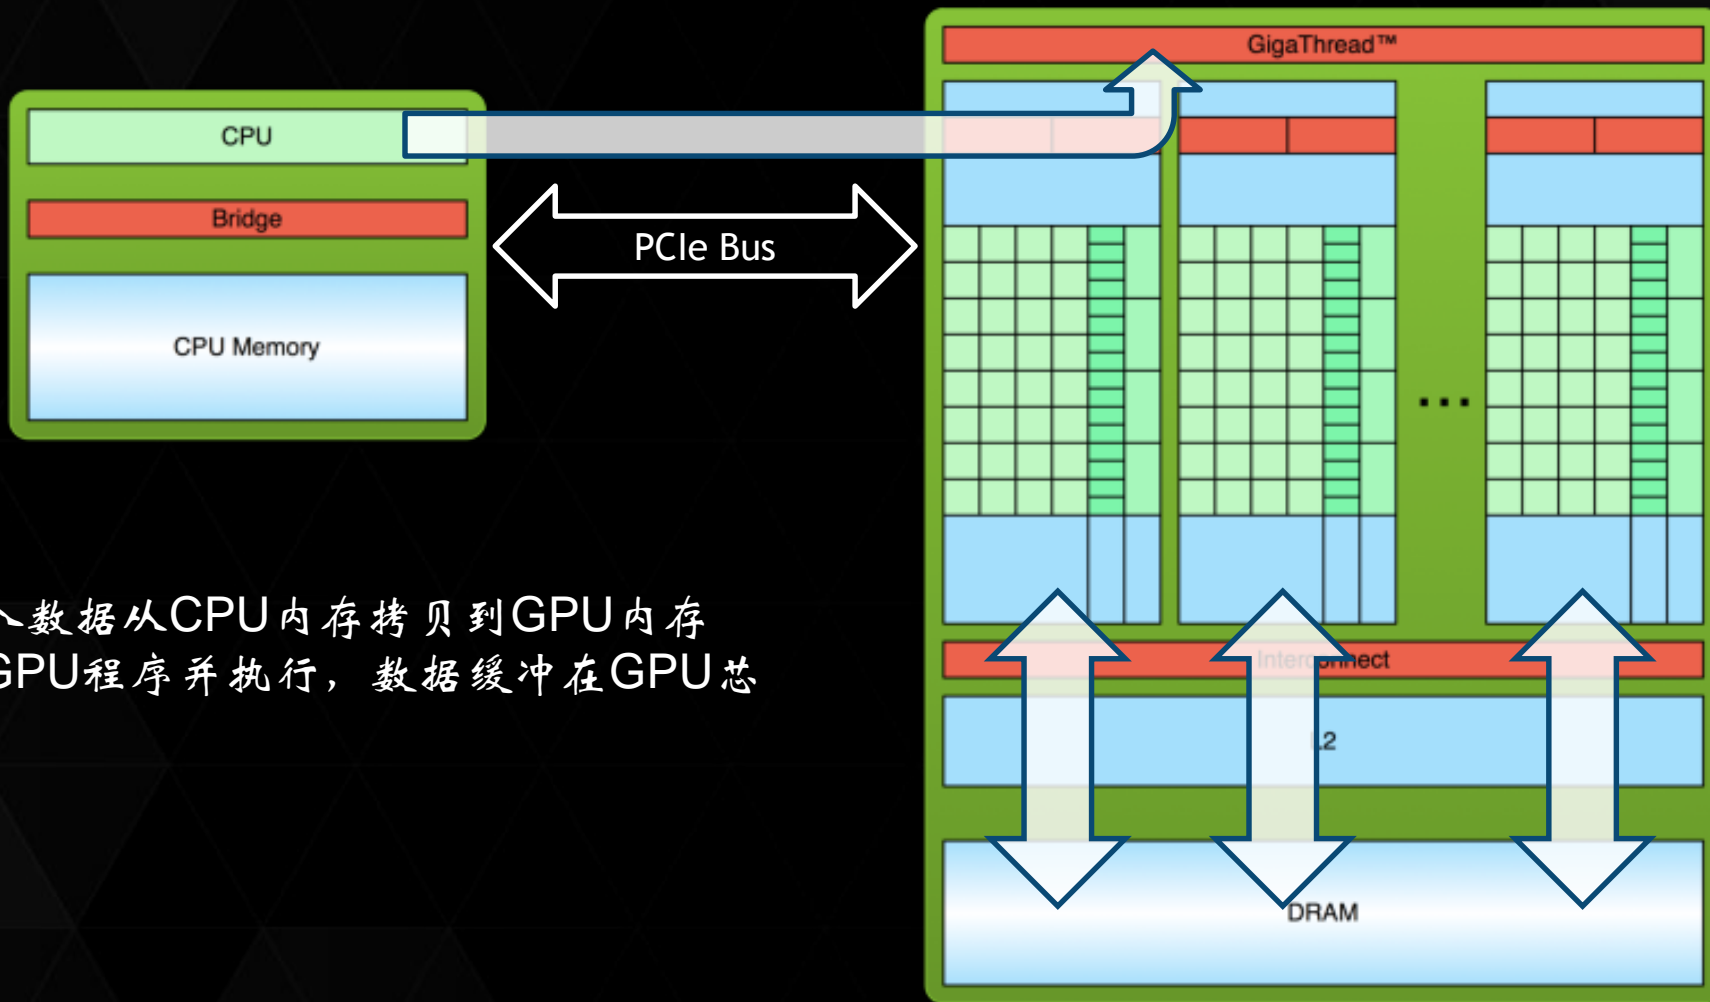 GigaThread™
CPU
Bridge
PCIe Bus
CPU Memory
...
入数据从CPU内存拷贝到GPU内存
GPU程序并执行，数据缓冲在GPU芯
Interconnect
L2
DRAM